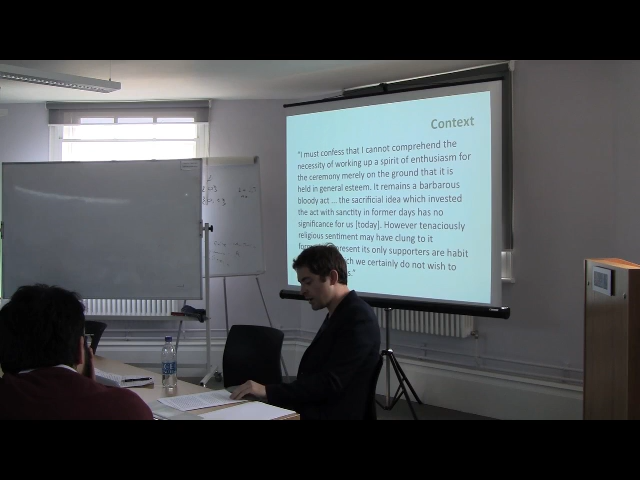 Context
"I must confess that I cannot comprehend the
necessity of working up a spirit of enthusiasm for
the ceremony merely on the ground that it is
held in general esteem. It remains a barbarous
bloody act ... the sacrificial idea which invested
the act with sanctity in former days has no
significance for us [today]. However tenaciously
religious sentiment may have clung to it
present its only supporters are habit
which we certainly do not wish to